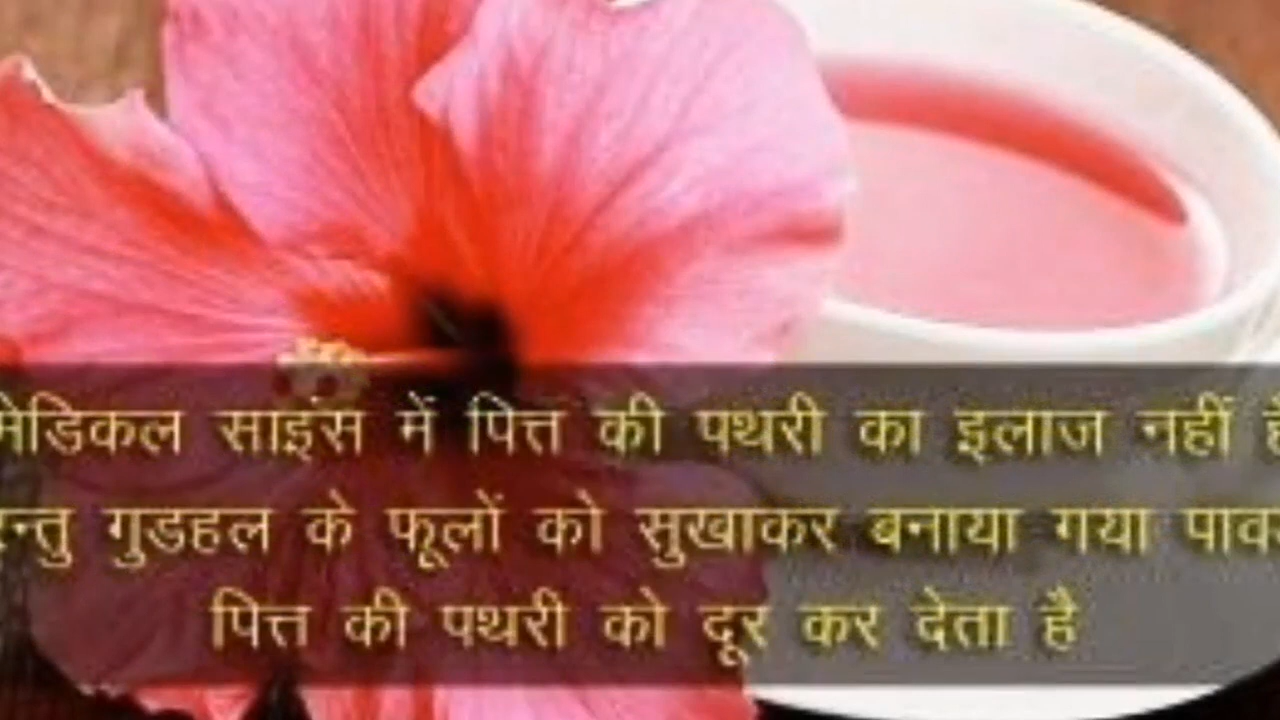 मेडिकल साइंस में पित्त की पथरी का इलाज नहीं है
गुडहल के फूलों को सुखाकर बनाया गया
पित्त की पथरी को दूर कर देता है